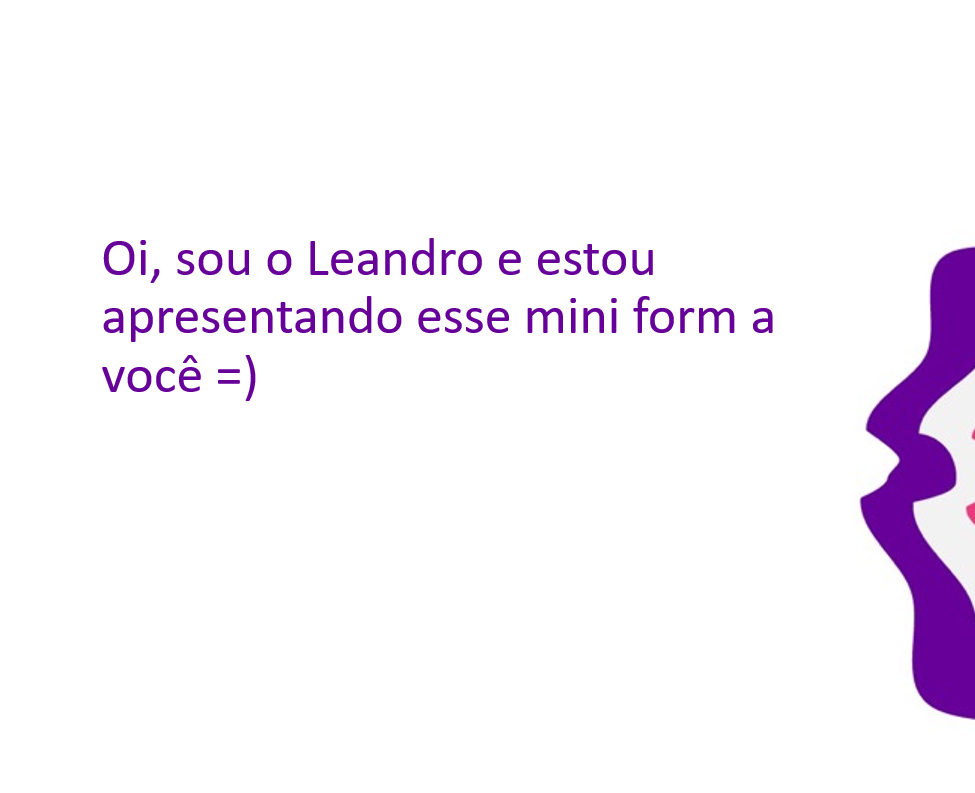 Oi, sou o Leandro e estou
apresentando esse mini form a
você =)